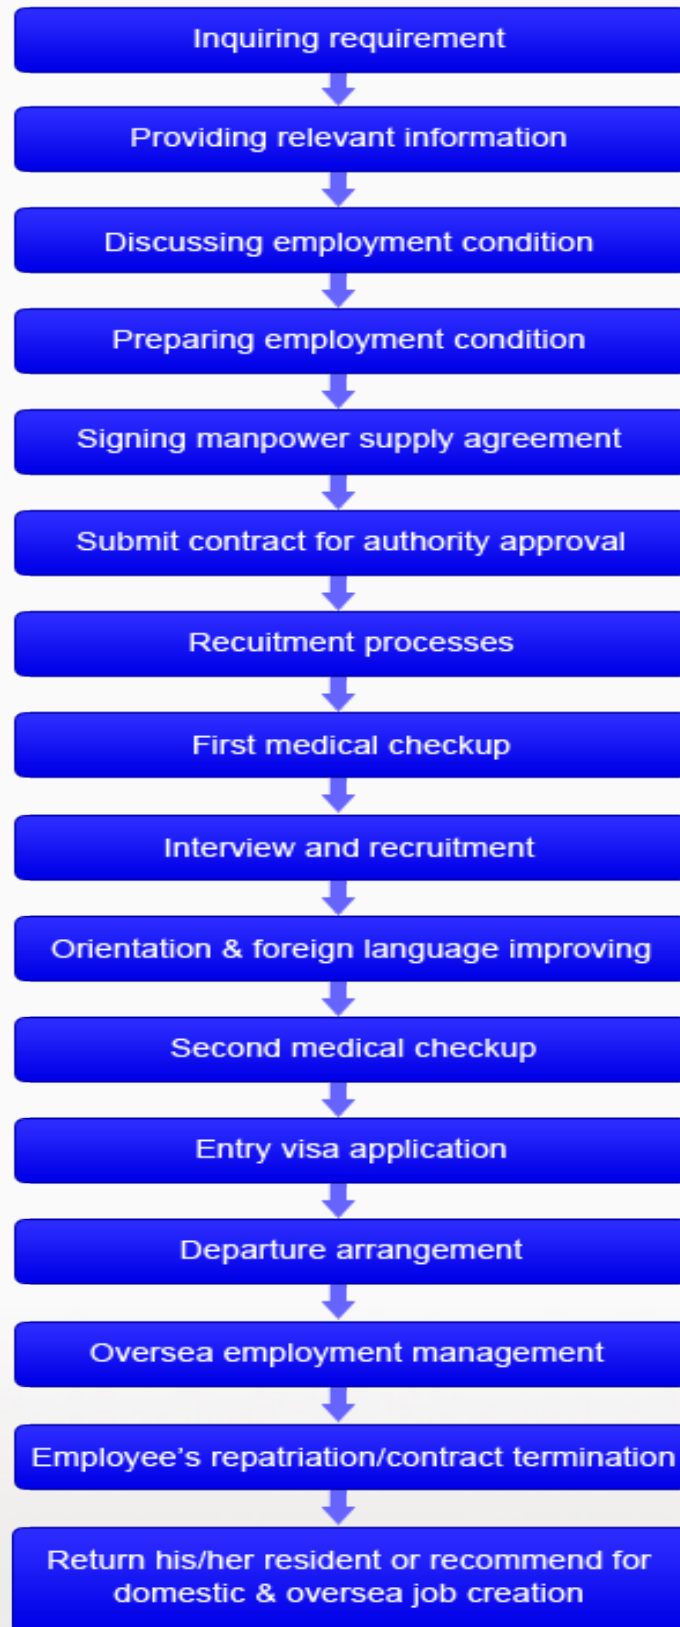 Inquiring requirement
Providing relevant information
Discussing employment condition
Preparing employment condition
Signing manpower supply agreement
Submit contract for authority approval
Recuitment processes
First medical checkup
Interview and recruitment
Orientation & foreign language improving
Second medical checkup
Entry visa application
Departure arrangement
Oversea employment management
Employee’s repatriation/contract termination
Return his/her resident or recommend for
domestic & oversea job creation